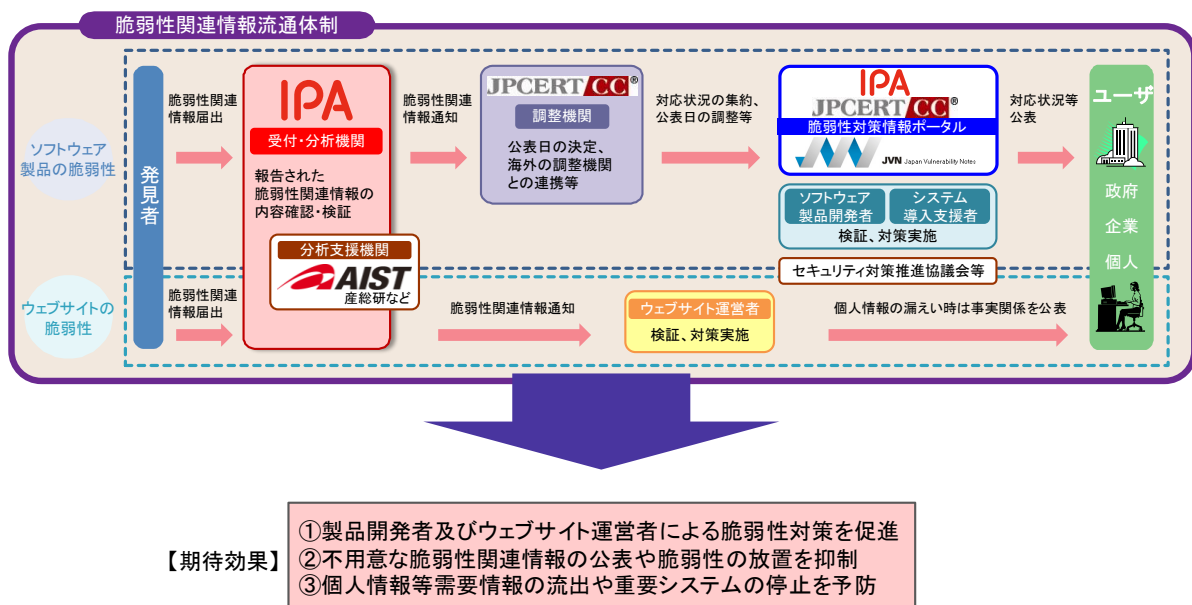 脆弱性関連情報流通体制
ソフトウェア
製品の脆弱性
発見者
脆弱性関連
情報届出
IPA
受付・分析機関
報告された
脆弱性関連情報の
内容確認・検証
分析支援機関
AIST
産総研など
脆弱性関連
情報通知
JPCERT CC®
調整機関
公表日の決定、
海外の調整機関
との連携等
対応状況の集約、
公表日の調整等
IPA
JPCERT CC®
脆弱性対策情報ポータル
JVN Japan Vulnerability Notes
ソフトウェア
製品開発者
システム
導入支援者
検証、対策実施
セキュリティ対策推進協議会等
対応状況等
公表
ユーザ
政府
企業
個人
ウェブサイトの
脆弱性
脆弱性関連
情報届出
脆弱性関連情報通知
ウェブサイト運営者
検証、対策実施
個人情報の漏えい時は事実関係を公表
【期待効果】
①製品開発者及びウェブサイト運営者による脆弱性対策を促進
②不用意な脆弱性関連情報の公表や脆弱性の放置を抑制
③個人情報等需要情報の流出や重要システムの停止を予防